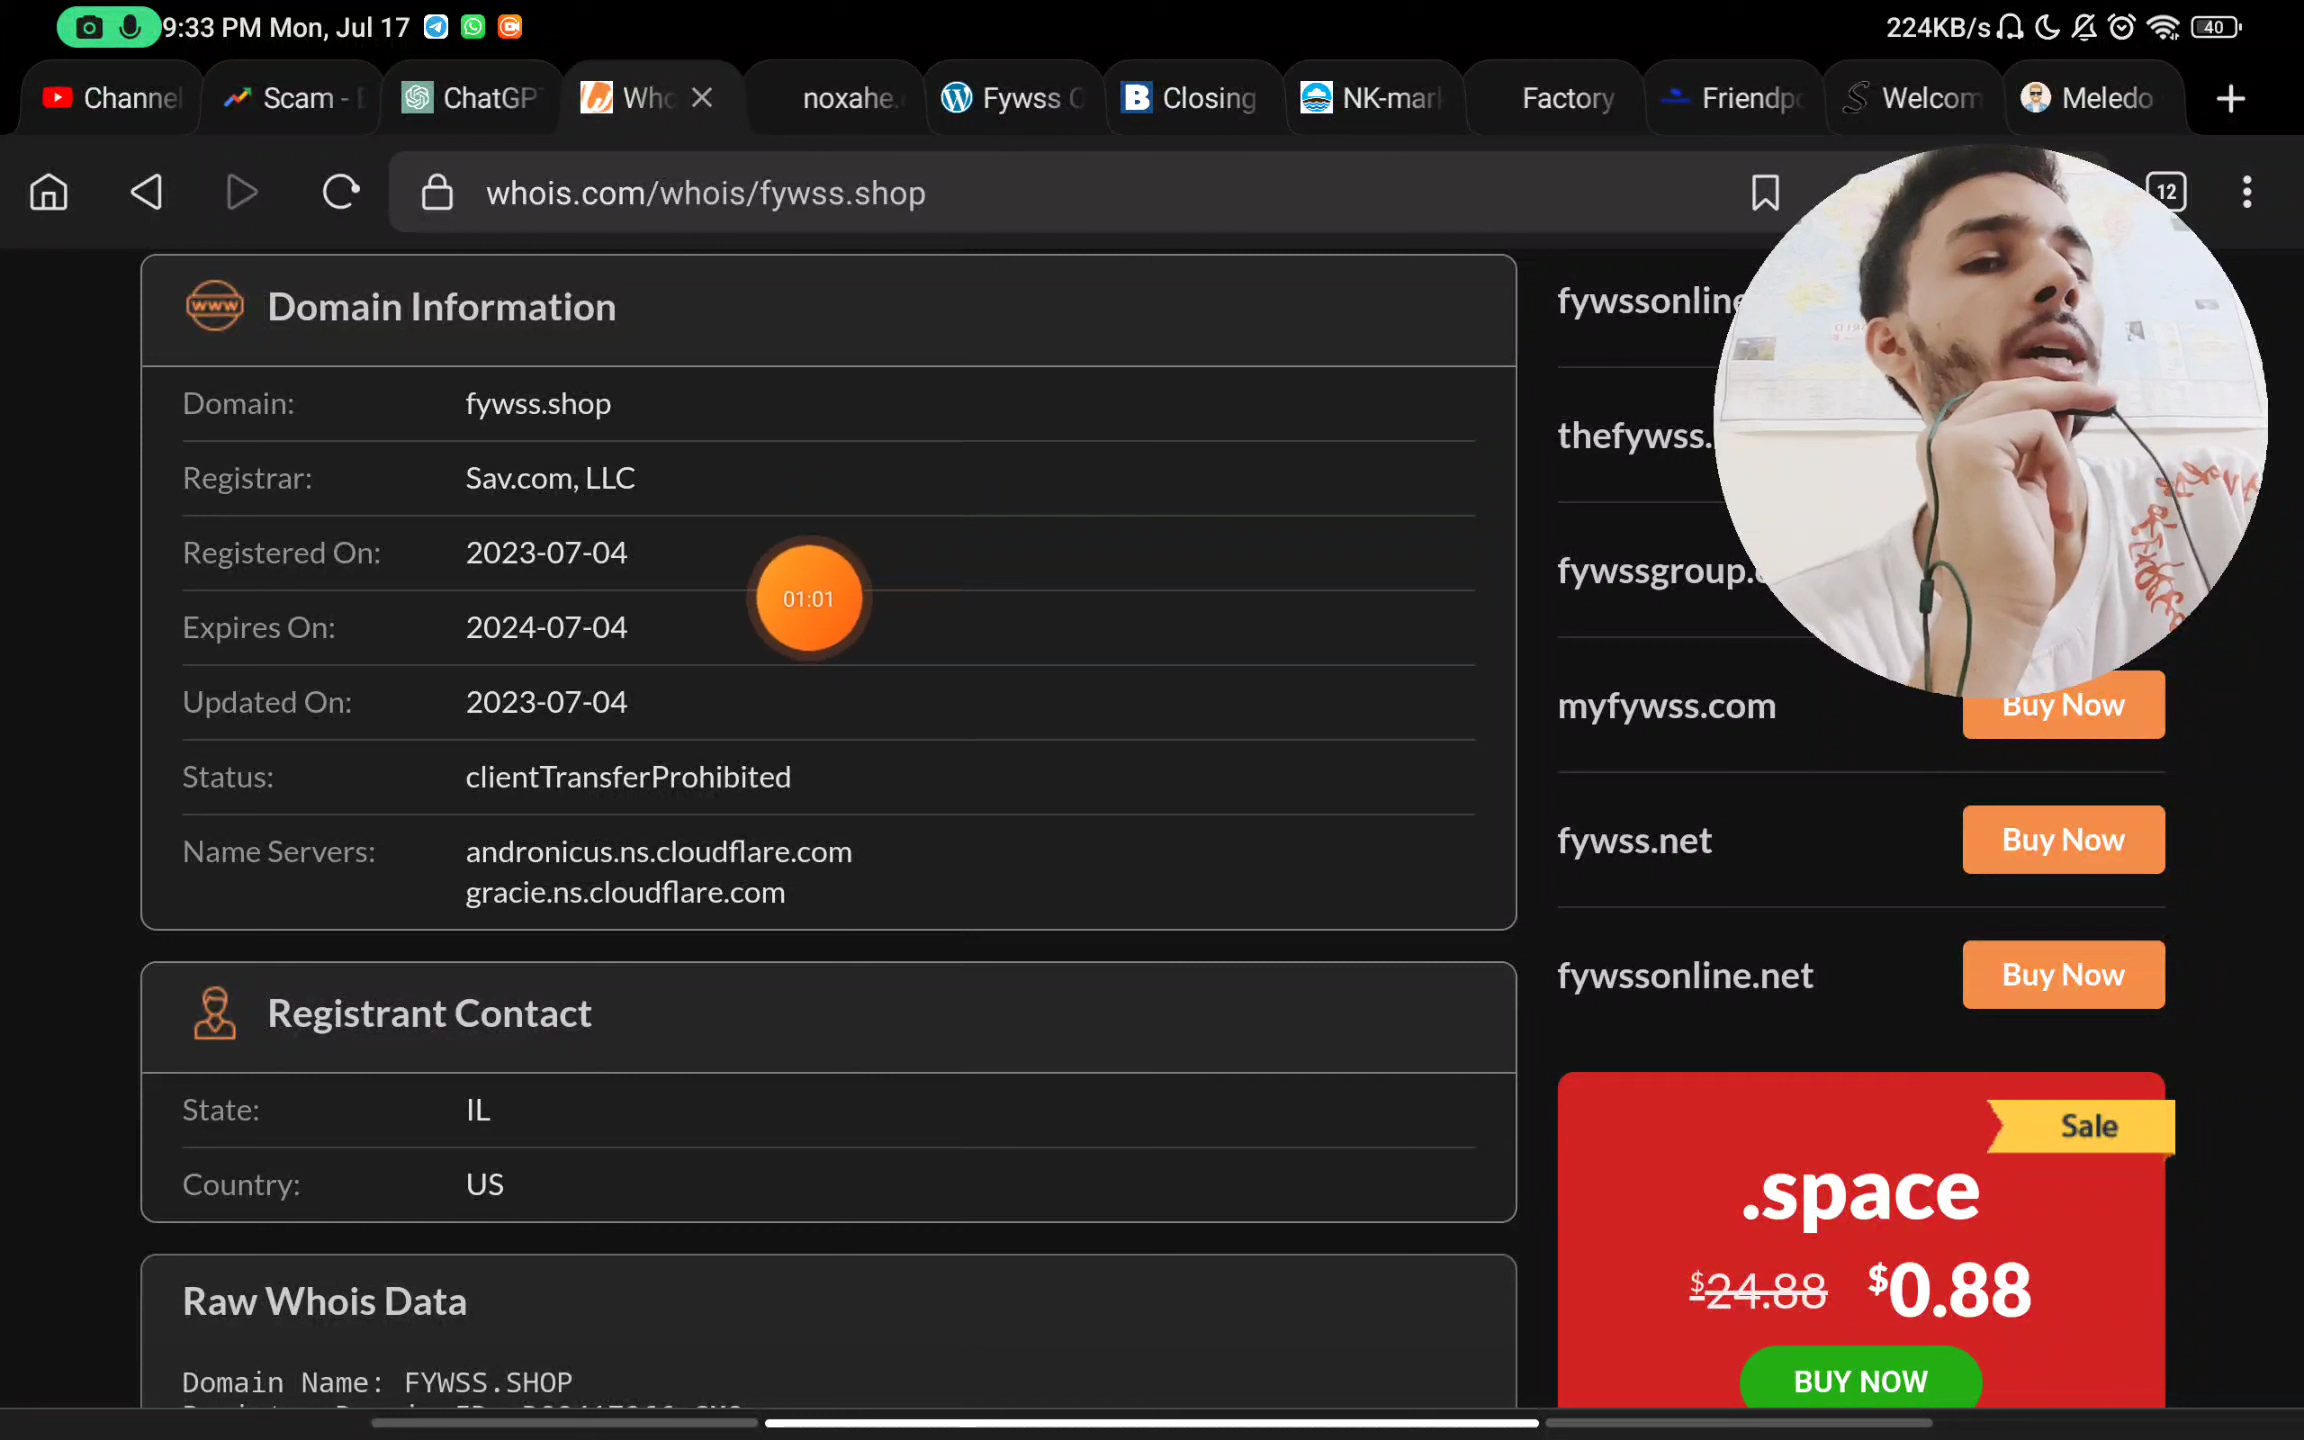 9:33 PM Mon, Jul 17
224KB/s
40
Channel
Scam -
ChatGP
Who
noxahe.
Fywss
Closing
NK-mar
Factory
Friendp
Welcom
Meledo
whois.com/whois/fywss.shop
12
Domain Information
Domain: fywss.shop
Registrar: Sav.com, LLC
Registered On: 2023-07-04
01:01
Expires On: 2024-07-04
Updated On: 2023-07-04
Status: clientTransferProhibited
Name Servers: andronicus.ns.cloudflare.com
gracie.ns.cloudflare.com
Registrant Contact
State: IL
Country: US
Raw Whois Data
Domain Name: FYWSS.SHOP
fywssonline
thefywss.
fywssgroup.
myfywss.com Buy Now
fywss.net Buy Now
fywssonline.net Buy Now
Sale
.space
$24.88 $0.88
BUY NOW